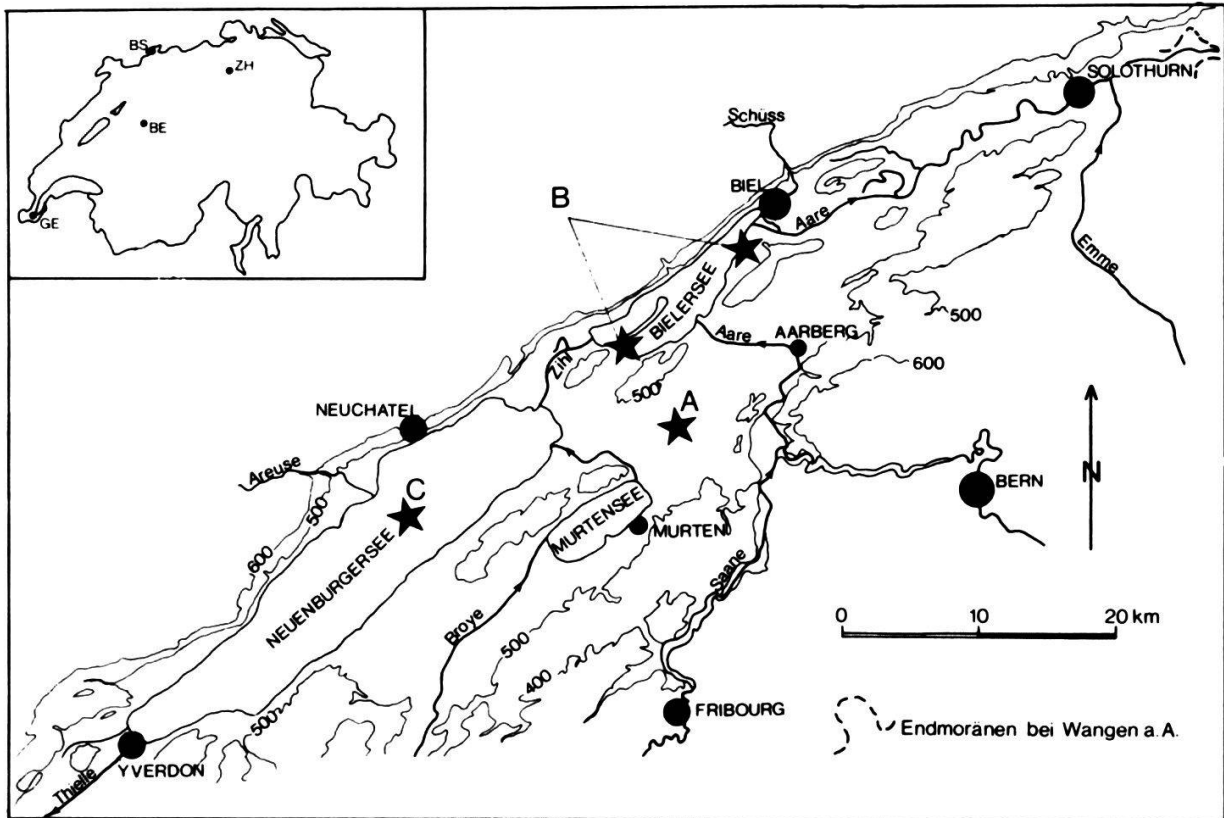 BS
ZH
BE
GE
SOLOTHURN
Schüss
BIEL
B
Aare
Emme
BIELERSEE
500
Aare
AARBERG
Zihl
600
500
A
NEUCHATEL
N
Areuse
BERN
C
500
MURTENSEE
MURTEN
600
NEUENBURGERSEE
Saane
Broye
0 10 20 km
500
400
500
FRIBOURG
Endmoränen bei Wangen a.A.
YVERDON
Thielle